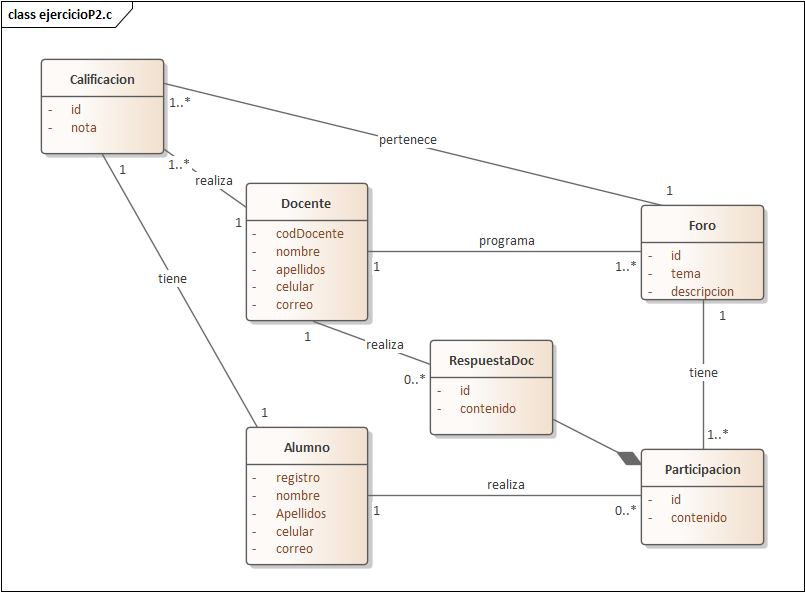 class ejercicioP2.c
Calificacion
- id
- nota
1..*
1..*
1
pertenece
1
realiza
1
Docente
- codDocente
- nombre
- apellidos
- celular
- correo
1
programa
1..*
Foro
- id
- tema
- descripcion
1
tiene
1
realiza
0..*
RespuestaDoc
- id
- contenido
tiene
1..*
1
Alumno
- registro
- nombre
- Apellidos
- celular
- correo
1
realiza
0..*
Participacion
- id
- contenido